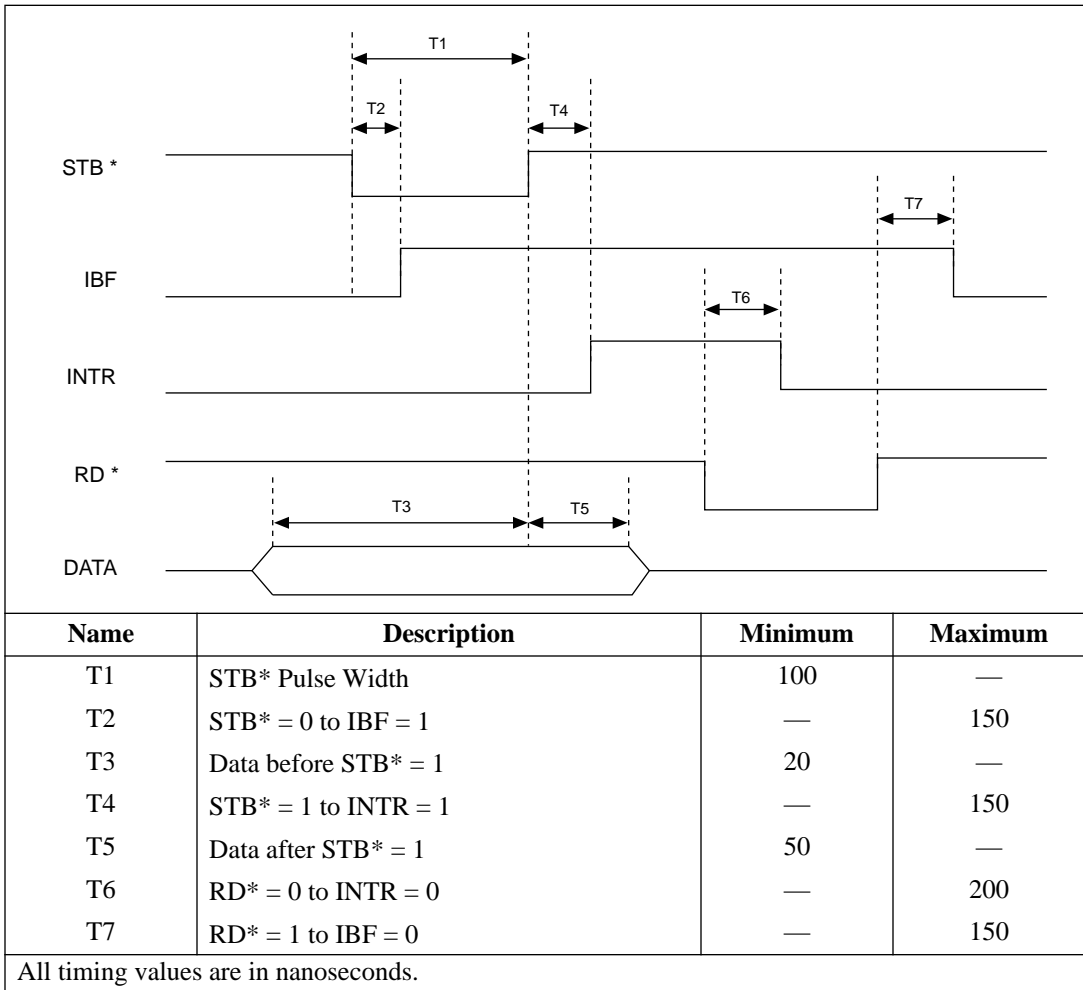 T1
T2
T4
STB *
T7
IBF
T6
INTR
RD *
T3
T5
DATA
Name Description Minimum Maximum
T1 STB* Pulse Width 100 —
T2 STB* = 0 to IBF = 1 — 150
T3 Data before STB* = 1 20 —
T4 STB* = 1 to INTR = 1 — 150
T5 Data after STB* = 1 50 —
T6 RD* = 0 to INTR = 0 — 200
T7 RD* = 1 to IBF = 0 — 150
All timing values are in nanoseconds.